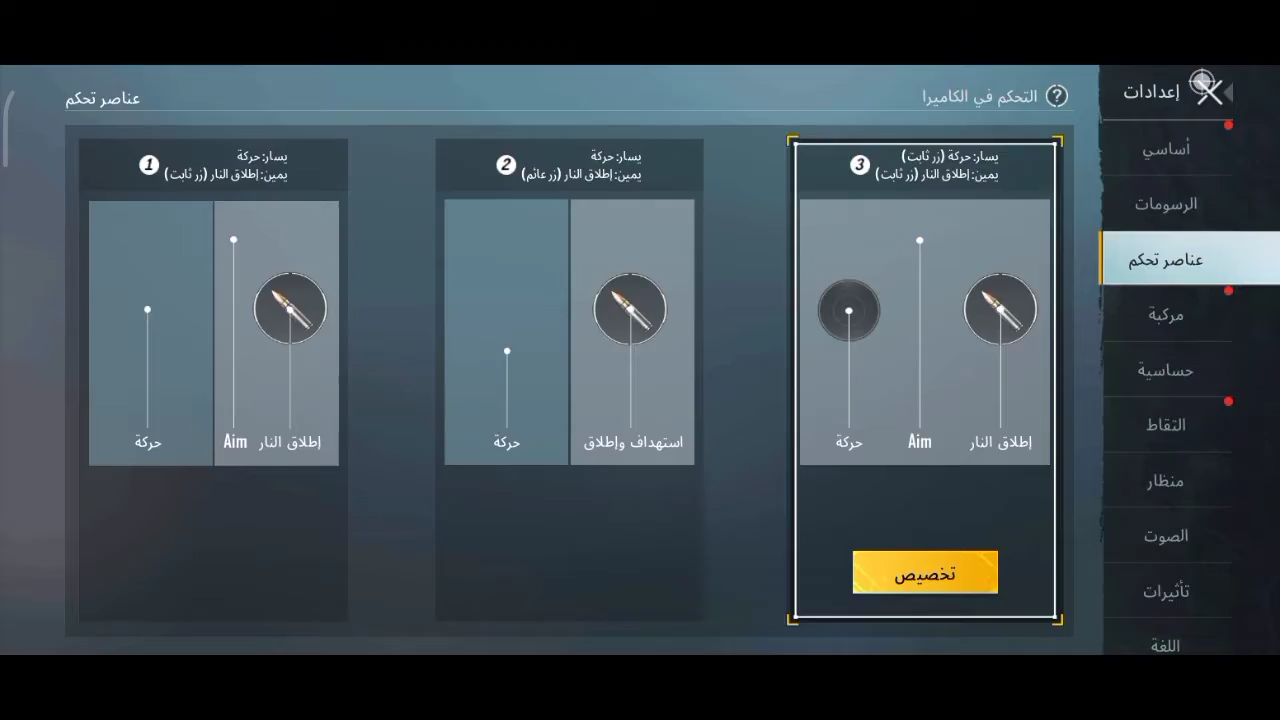 إعدادات
أساسي
الرسومات
عناصر تحكم
مركبة
حساسية
التقاط
منظار
الصوت
تأثيرات
اللغة
التحكم في الكاميرا ?
عناصر تحكم
3
يسار: حركة (زر ثابت)
يمين: إطلاق النار (زر ثابت)
حركة Aim إطلاق النار
تخصيص
2
يسار: حركة
يمين: إطلاق النار (زر عائم)
حركة استهداف وإطلاق
1
يسار: حركة
يمين: إطلاق النار (زر ثابت)
حركة Aim إطلاق النار